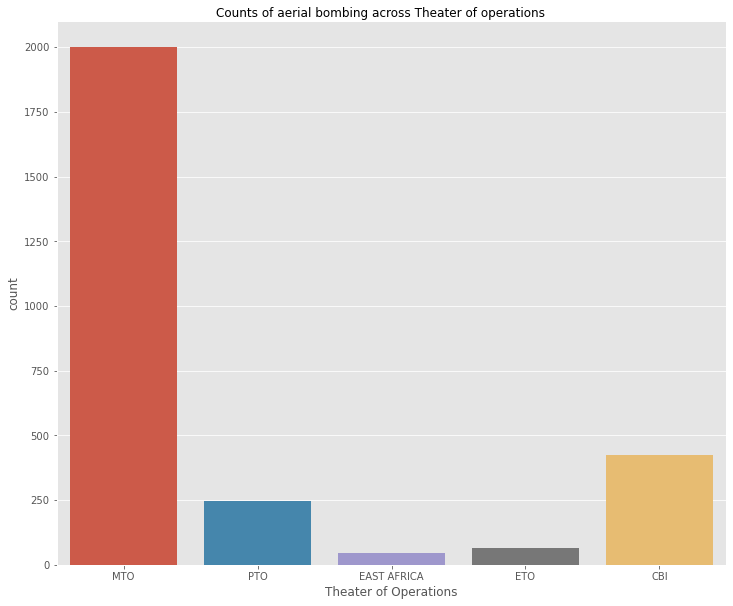 Counts of aerial bombing across Theater of operations
2000
1750
1500
1250
1000
750
500
250
0
count
MTO PTO EAST AFRICA ETO CBI
Theater of Operations